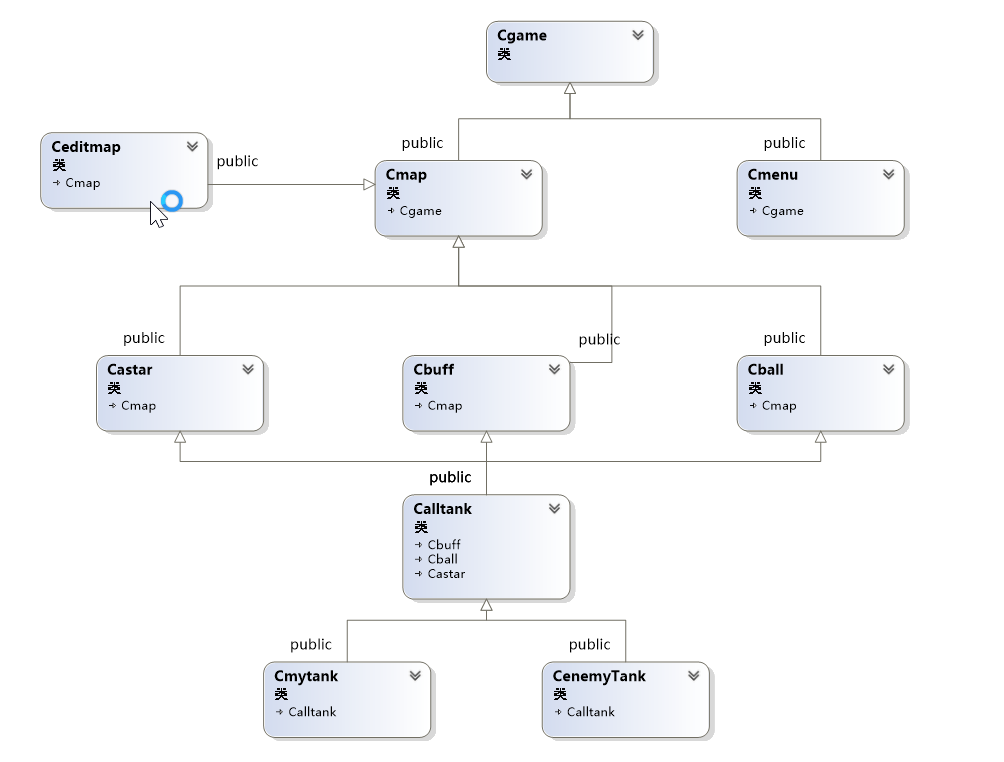 Cgame
类
Ceditmap
类
Cmap
public
public
Cmap
类
Cgame
public
Cmenu
类
Cgame
public
Castar
类
Cmap
public
Cbuff
类
Cmap
public
Cball
类
Cmap
public
Calltank
类
Cbuff
Cball
Castar
public
Cmytank
类
Calltank
public
CenemyTank
类
Calltank